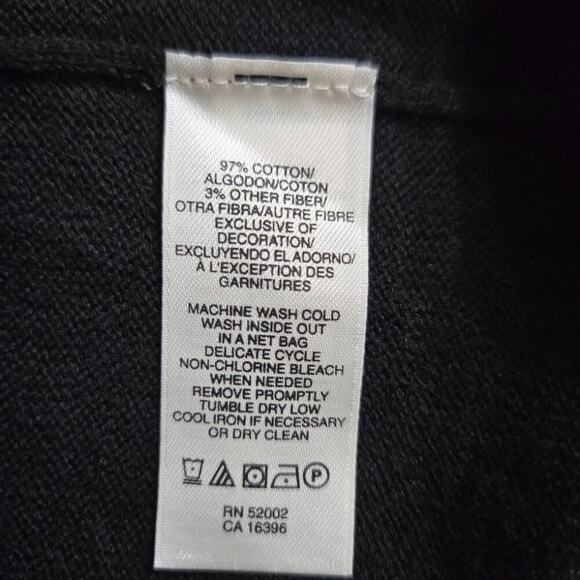 97% COTTON/
ALGODON/COTON
3% OTHER FIBER/
OTRA FIBRA/AUTRE FIBRE
EXCLUSIVE OF
DECORATION/
EXCLUYENDO EL ADORNO/
À L'EXCEPTION DES
GARNITURES
MACHINE WASH COLD
WASH INSIDE OUT
IN A NET BAG
DELICATE CYCLE
NON-CHLORINE BLEACH
WHEN NEEDED
REMOVE PROMPTLY
TUMBLE DRY LOW
COOL IRON IF NECESSARY
OR DRY CLEAN
P
RN 52002
CA 16396